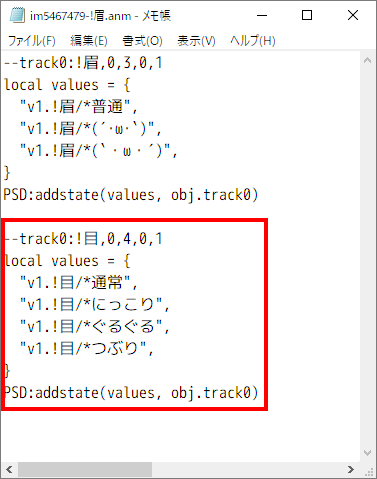 im5467479-!眉.anm - メモ帳
ファイル(F) 編集(E) 書式(O) 表示(V) ヘルプ(H)
--track0:!眉,0,3,0,1
local values = {
"v1.!眉/*普通",
"v1.!眉/*(´･ω･`)",
"v1.!眉/*(｀・ω・´)",
}
PSD:addstate(values, obj.track0)
--track0:!目,0,4,0,1
local values = {
"v1.!目/*通常",
"v1.!目/*にっこり",
"v1.!目/*ぐるぐる",
"v1.!目/*つぶり",
}
PSD:addstate(values, obj.track0)